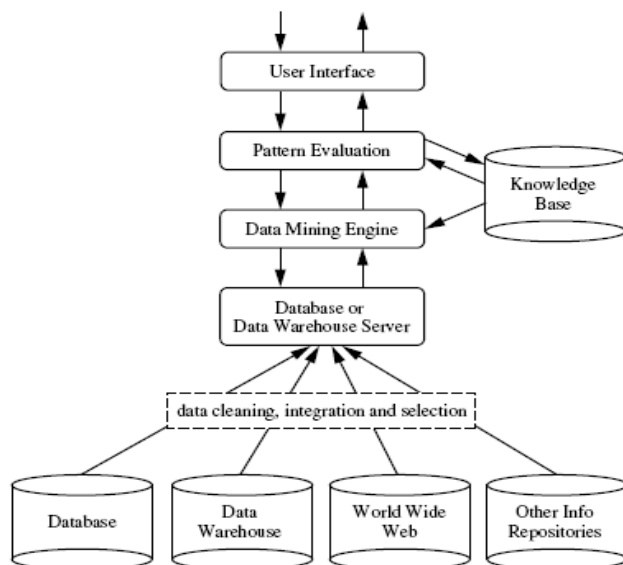 User Interface
Pattern Evaluation
Knowledge
Base
Data Mining Engine
Database or
Data Warehouse Server
data cleaning, integration and selection
Database
Data
Warehouse
World Wide
Web
Other Info
Repositories